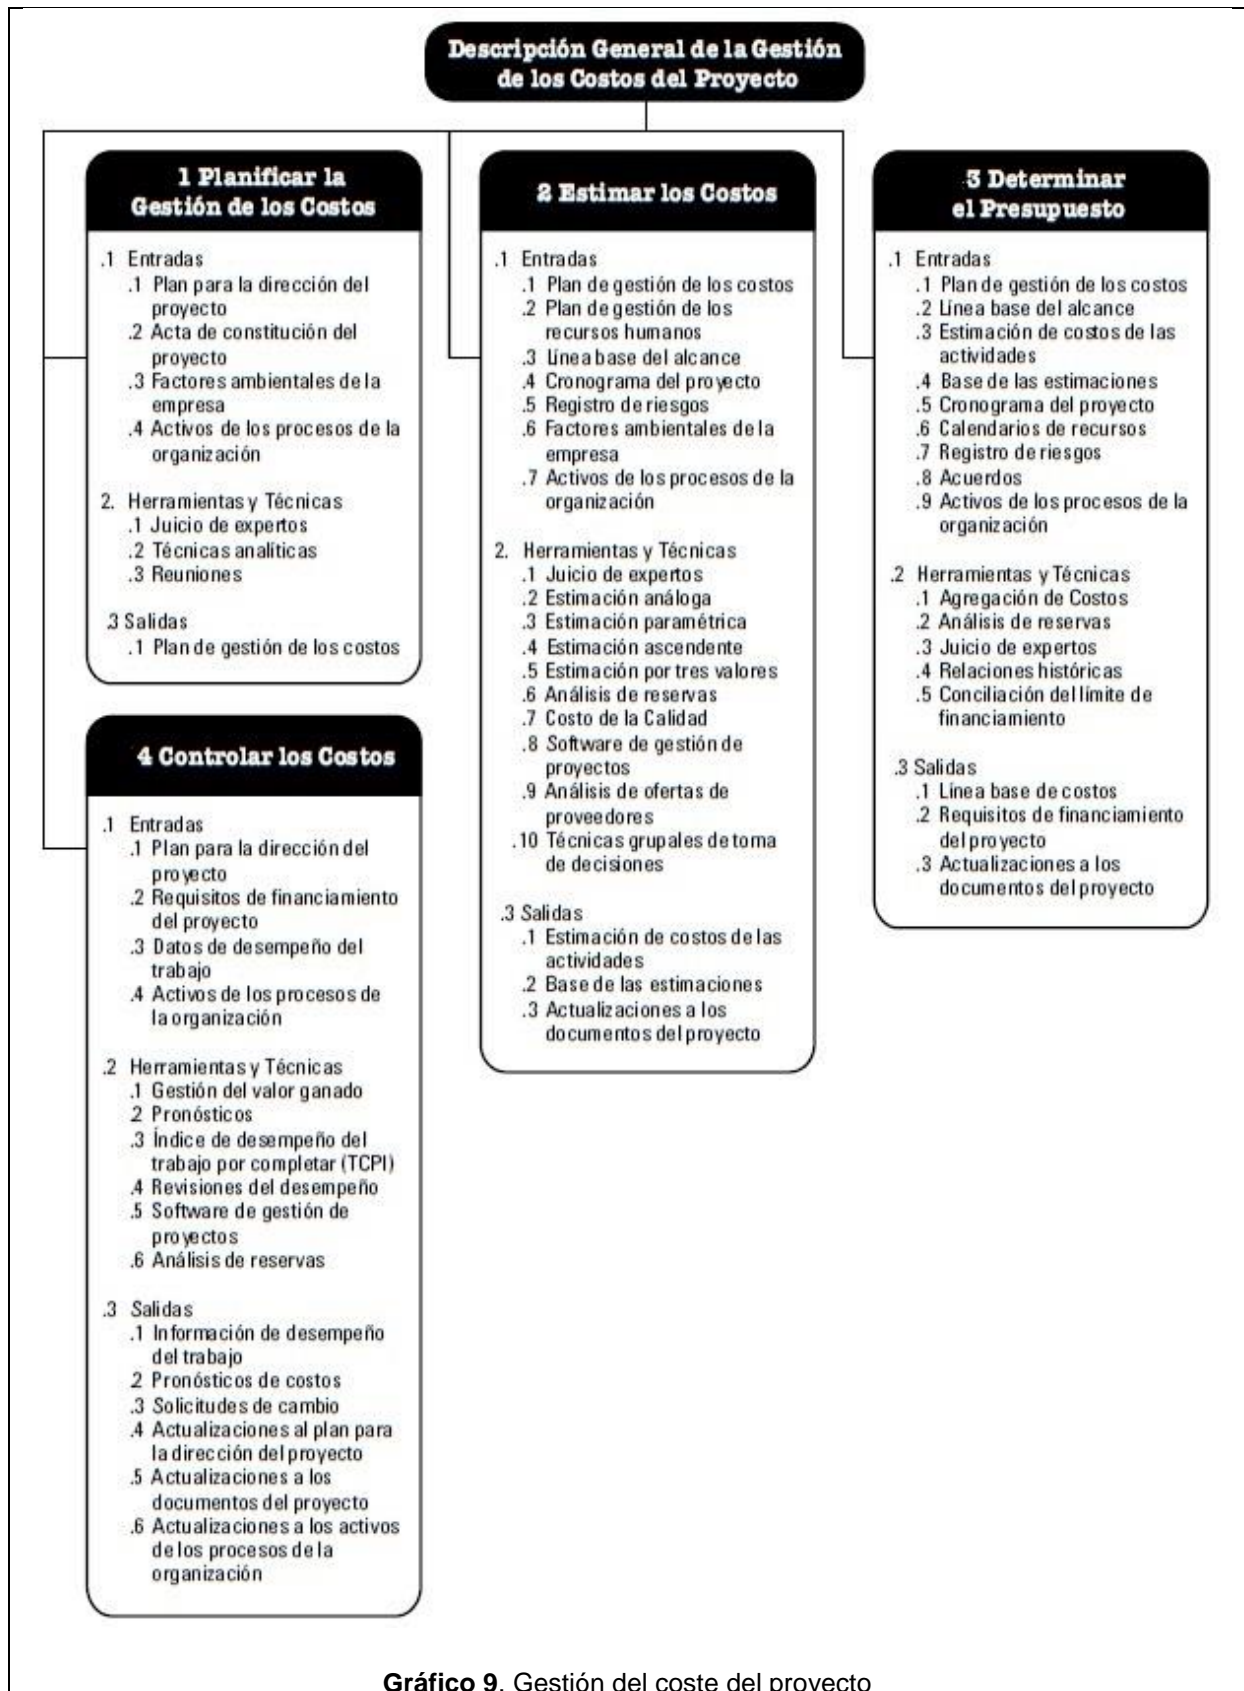 Descripción General de la Gestión
de los Costos del Proyecto
1 Planificar la
Gestión de los Costos
.1 Entradas
.1 Plan para la dirección del
proyecto
.2 Acta de constitución del
proyecto
.3 Factores ambientales de la
empresa
.4 Activos de los procesos de la
organización
2. Herramientas y Técnicas
.1 Juicio de expertos
.2 Técnicas analíticas
.3 Reuniones
.3 Salidas
.1 Plan de gestión de los costos
2 Estimar los Costos
.1 Entradas
.1 Plan de gestión de los costos
.2 Plan de gestión de los
recursos humanos
.3 Línea base del alcance
.4 Cronograma del proyecto
.5 Registro de riesgos
.6 Factores ambientales de la
empresa
.7 Activos de los procesos de la
organización
2. Herramientas y Técnicas
.1 Juicio de expertos
.2 Estimación análoga
.3 Estimación paramétrica
.4 Estimación ascendente
.5 Estimación por tres valores
.6 Análisis de reservas
.7 Costo de la Calidad
.8 Software de gestión de
proyectos
.9 Análisis de ofertas de
proveedores
.10 Técnicas grupales de toma
de decisiones
.3 Salidas
.1 Estimación de costos de las
actividades
.2 Base de las estimaciones
.3 Actualizaciones a los
documentos del proyecto
3 Determinar
el Presupuesto
.1 Entradas
.1 Plan de gestión de los costos
.2 Línea base del alcance
.3 Estimación de costos de las
actividades
.4 Base de las estimaciones
.5 Cronograma del proyecto
.6 Calendarios de recursos
.7 Registro de riesgos
.8 Acuerdos
.9 Activos de los procesos de la
organización
.2 Herramientas y Técnicas
.1 Agregación de Costos
.2 Análisis de reservas
.3 Juicio de expertos
.4 Relaciones históricas
.5 Conciliación del límite de
financiamiento
.3 Salidas
.1 Línea base de costos
.2 Requisitos de financiamiento
del proyecto
.3 Actualizaciones a los
documentos del proyecto
4 Controlar los Costos
.1 Entradas
.1 Plan para la dirección del
proyecto
.2 Requisitos de financiamiento
del proyecto
.3 Datos de desempeño del
trabajo
.4 Activos de los procesos de
la organización
.2 Herramientas y Técnicas
.1 Gestión del valor ganado
2 Pronósticos
.3 Índice de desempeño del
trabajo por completar (TCPI)
.4 Revisiones del desempeño
.5 Software de gestión de
proyectos
.6 Análisis de reservas
.3 Salidas
.1 Información de desempeño
del trabajo
2 Pronósticos de costos
.3 Solicitudes de cambio
.4 Actualizaciones al plan para
la dirección del proyecto
.5 Actualizaciones a los
documentos del proyecto
.6 Actualizaciones a los activos
de los procesos de la
organización
Gráfico 9. Gestión del coste del proyecto